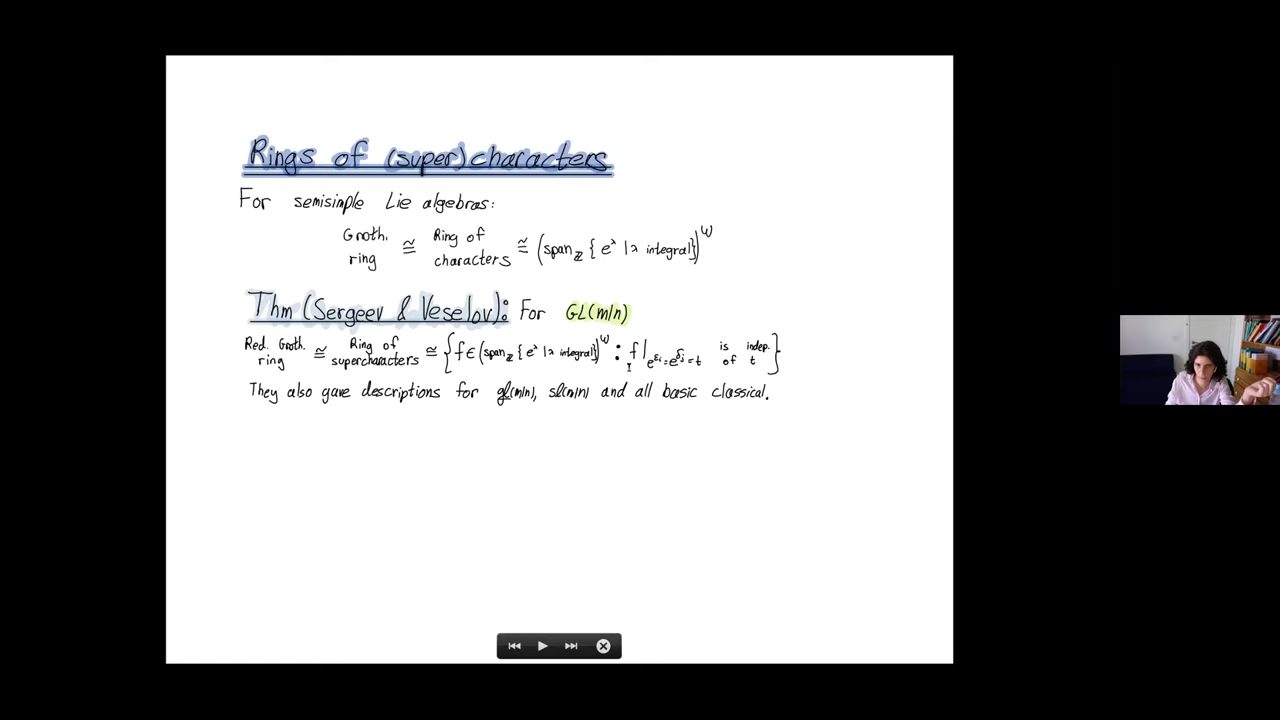 Rings of (super)characters
For semisimple Lie algebras:
Groth. ring ≅ Ring of characters ≅ (span_ℤ { e^λ | λ integral})^W
Thm (Sergeev & Veselov): For GL(m|n)
Red. Groth. ring ≅ Ring of supercharacters ≅ { f ∈ (span_ℤ { e^λ | λ integral})^W : f|_{e^{ε_i}=e^{δ_j}=t} is indep. of t }
They also gave descriptions for gl(m|n), sl(m|n) and all basic classical.